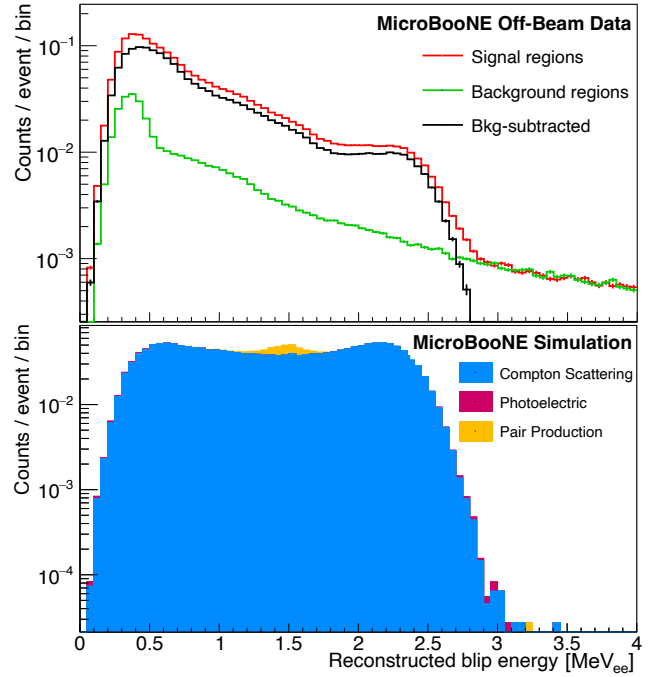 MicroBooNE Off-Beam Data
Signal regions
Background regions
Bkg-subtracted
Counts / event / bin
10⁻¹
10⁻²
10⁻³
MicroBooNE Simulation
Compton Scattering
Photoelectric
Pair Production
Counts / event / bin
10⁻²
10⁻³
10⁻⁴
0 0.5 1 1.5 2 2.5 3 3.5 4
Reconstructed blip energy [MeVₑₑ]